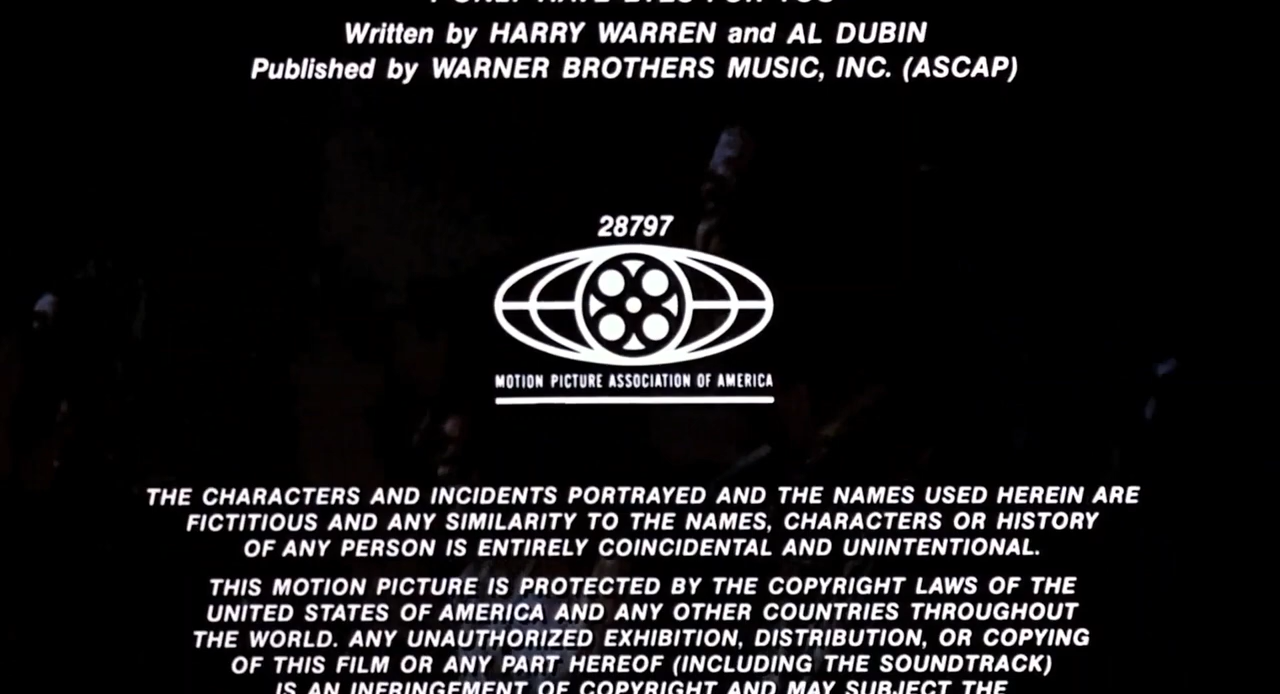 Written by HARRY WARREN and AL DUBIN
Published by WARNER BROTHERS MUSIC, INC. (ASCAP)
28797
MOTION PICTURE ASSOCIATION OF AMERICA
THE CHARACTERS AND INCIDENTS PORTRAYED AND THE NAMES USED HEREIN ARE
FICTITIOUS AND ANY SIMILARITY TO THE NAMES, CHARACTERS OR HISTORY
OF ANY PERSON IS ENTIRELY COINCIDENTAL AND UNINTENTIONAL.
THIS MOTION PICTURE IS PROTECTED BY THE COPYRIGHT LAWS OF THE
UNITED STATES OF AMERICA AND ANY OTHER COUNTRIES THROUGHOUT
THE WORLD. ANY UNAUTHORIZED EXHIBITION, DISTRIBUTION, OR COPYING
OF THIS FILM OR ANY PART HEREOF (INCLUDING THE SOUNDTRACK)
IS AN INFRINGEMENT OF COPYRIGHT AND MAY SUBJECT THE